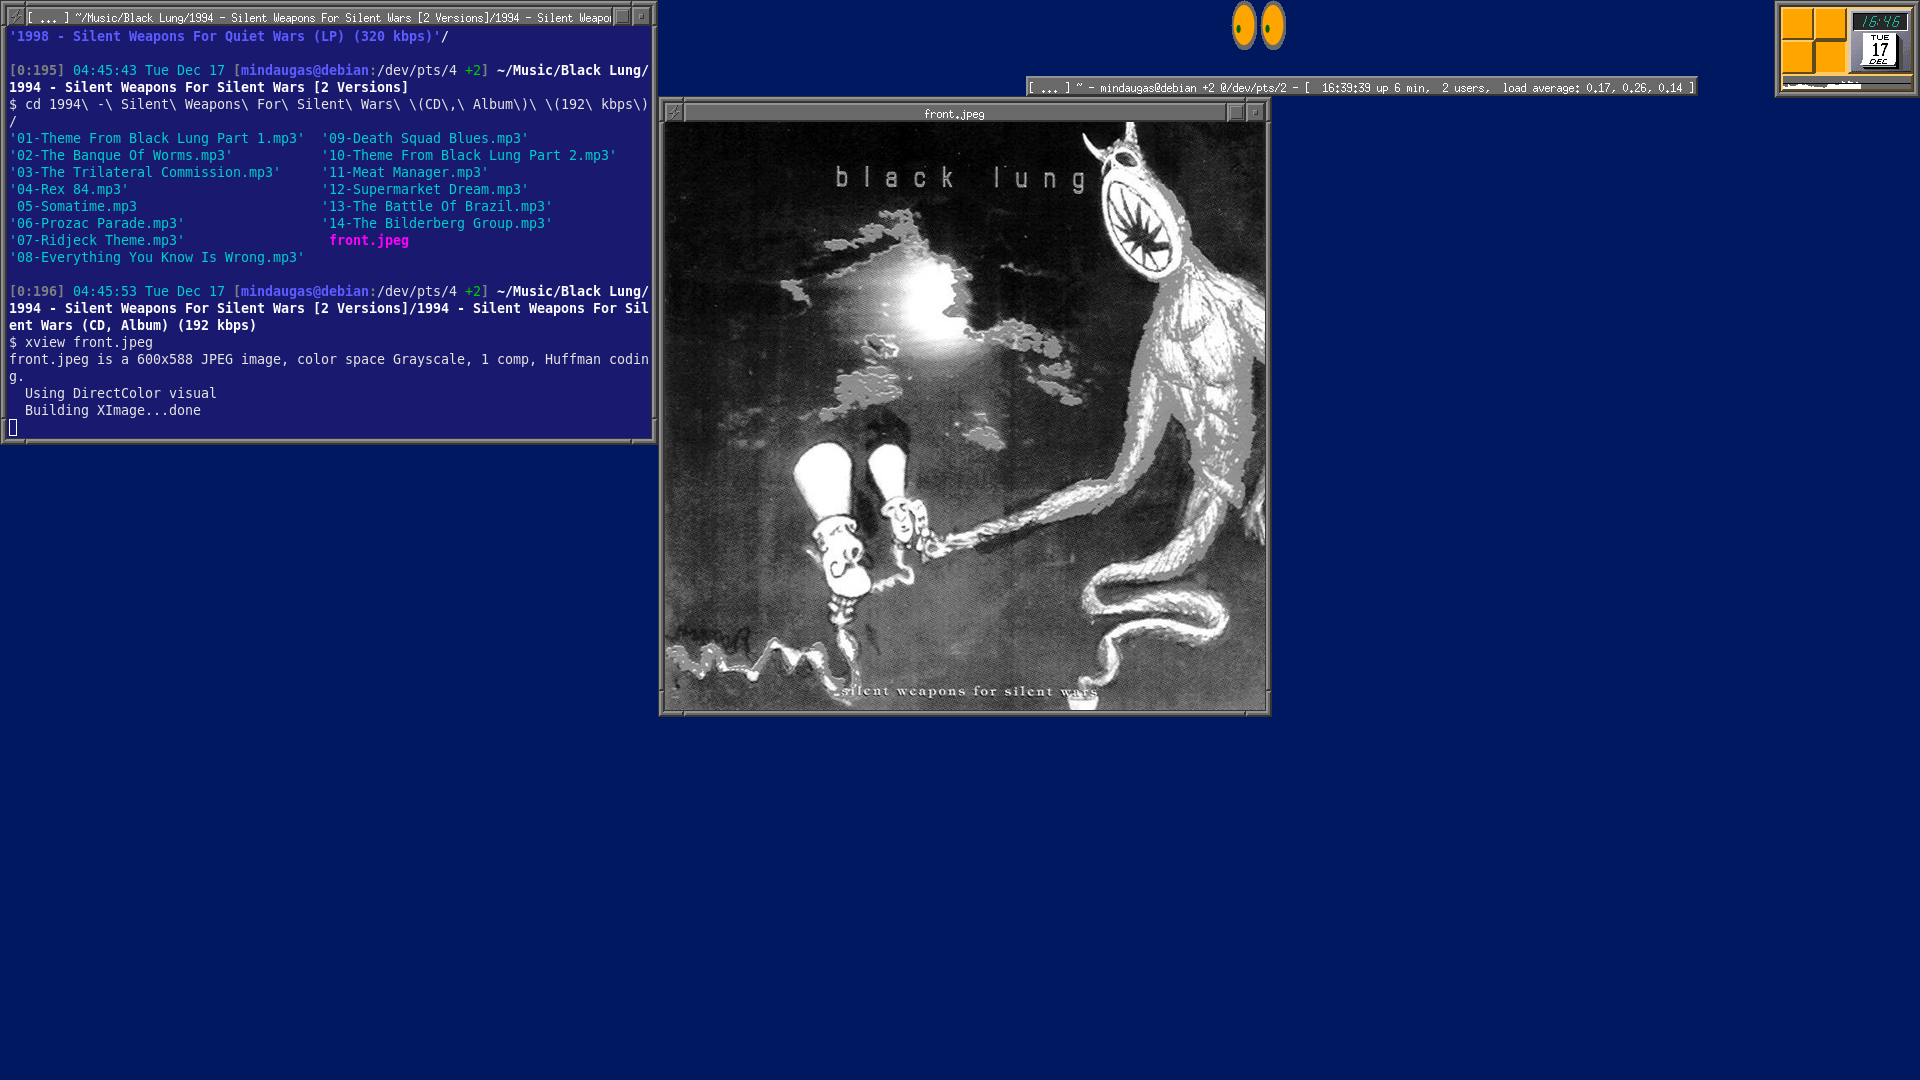 [ ... ] ~/Music/Black Lung/1994 - Silent Weapons For Silent Wars [2 Versions]/1994 - Silent Weapo
'1998 - Silent Weapons For Quiet Wars (LP) (320 kbps)'/
[0:195] 04:45:43 Tue Dec 17 [mindaugas@debian:/dev/pts/4 +2] ~/Music/Black Lung/
1994 - Silent Weapons For Silent Wars [2 Versions]
$ cd 1994\ -\ Silent\ Weapons\ For\ Silent\ Wars\ \(CD\,\ Album\)\ \(192\ kbps\)
/
'01-Theme From Black Lung Part 1.mp3'  '09-Death Squad Blues.mp3'
'02-The Banque Of Worms.mp3'  '10-Theme From Black Lung Part 2.mp3'
'03-The Trilateral Commission.mp3'  '11-Meat Manager.mp3'
'04-Rex 84.mp3'  '12-Supermarket Dream.mp3'
05-Somatime.mp3  '13-The Battle Of Brazil.mp3'
'06-Prozac Parade.mp3'  '14-The Bilderberg Group.mp3'
'07-Ridjeck Theme.mp3'  front.jpeg
'08-Everything You Know Is Wrong.mp3'
[0:196] 04:45:53 Tue Dec 17 [mindaugas@debian:/dev/pts/4 +2] ~/Music/Black Lung/
1994 - Silent Weapons For Silent Wars [2 Versions]/1994 - Silent Weapons For Sil
ent Wars (CD, Album) (192 kbps)
$ xview front.jpeg
front.jpeg is a 600x588 JPEG image, color space Grayscale, 1 comp, Huffman codin
g.
Using DirectColor visual
Building XImage...done
[ ... ] ~ - mindaugas@debian +2 @/dev/pts/2 - [  16:39:39 up 6 min,  2 users,  load average: 0.17, 0.26, 0.14 ]
front.jpeg
black lung
silent weapons for silent wars
16:46
TUE
17
DEC